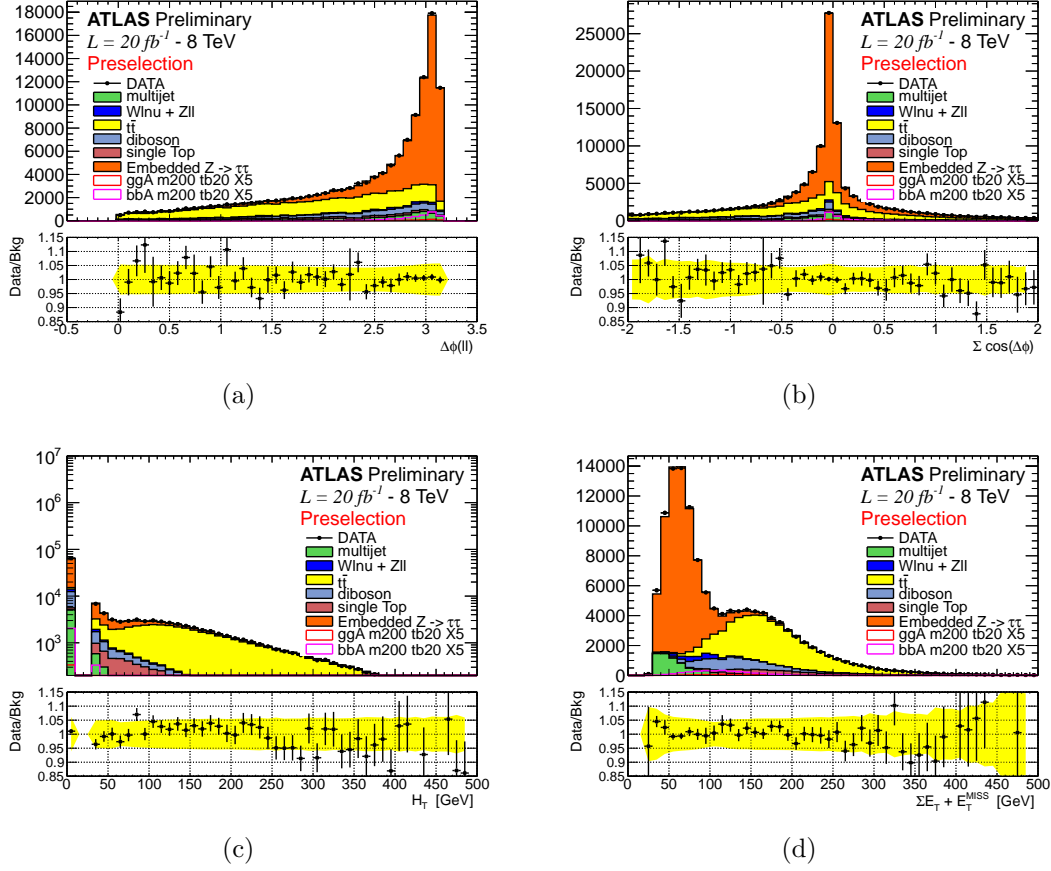 18000
16000
14000
12000
10000
8000
6000
4000
2000
0
ATLAS Preliminary
L = 20 fb⁻¹ - 8 TeV
Preselection
DATA
multijet
Wlnu + Zll
tt̄
diboson
single Top
Embedded Z -> ττ
ggA m200 tb20 X5
bbA m200 tb20 X5
Data/Bkg
1.15
1.1
1.05
1
0.95
0.9
0.85
-0.5 0 0.5 1 1.5 2 2.5 3 3.5
Δϕ(ll)
(a)
25000
20000
15000
10000
5000
0
ATLAS Preliminary
L = 20 fb⁻¹ - 8 TeV
Preselection
DATA
multijet
Wlnu + Zll
tt̄
diboson
single Top
Embedded Z -> ττ
ggA m200 tb20 X5
bbA m200 tb20 X5
Data/Bkg
1.15
1.1
1.05
1
0.95
0.9
0.85
-2 -1.5 -1 -0.5 0 0.5 1 1.5 2
Σ cos(Δϕ)
(b)
10⁷
10⁶
10⁵
10⁴
10³
ATLAS Preliminary
L = 20 fb⁻¹ - 8 TeV
Preselection
DATA
multijet
Wlnu + Zll
tt̄
diboson
single Top
Embedded Z -> ττ
ggA m200 tb20 X5
bbA m200 tb20 X5
Data/Bkg
1.15
1.1
1.05
1
0.95
0.9
0.85
0 50 100 150 200 250 300 350 400 450 500
H_T [GeV]
(c)
14000
12000
10000
8000
6000
4000
2000
0
ATLAS Preliminary
L = 20 fb⁻¹ - 8 TeV
Preselection
DATA
multijet
Wlnu + Zll
tt̄
diboson
single Top
Embedded Z -> ττ
ggA m200 tb20 X5
bbA m200 tb20 X5
Data/Bkg
1.15
1.1
1.05
1
0.95
0.9
0.85
0 50 100 150 200 250 300 350 400 450 500
ΣE_T + E_T^MISS [GeV]
(d)